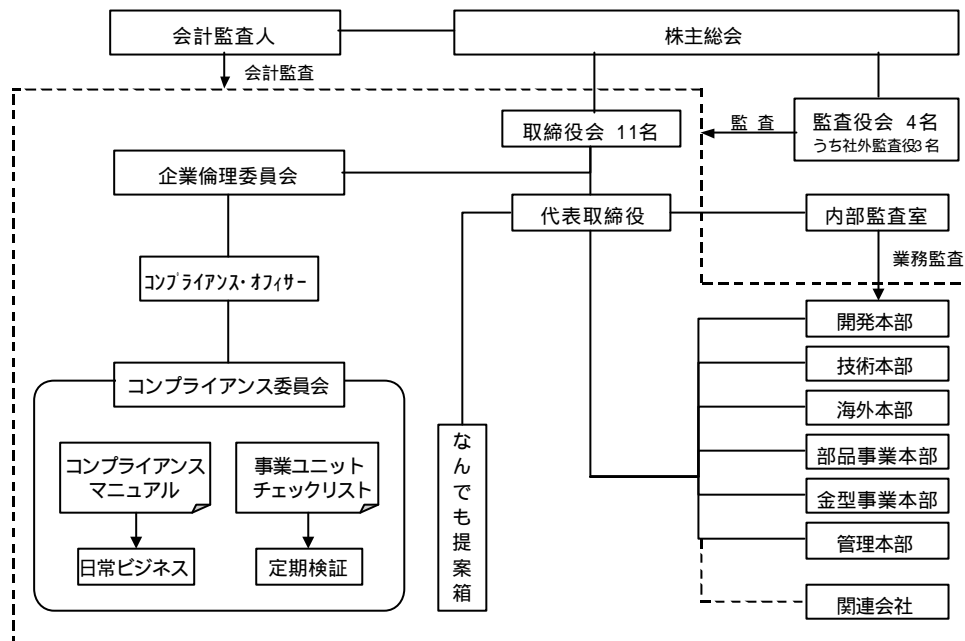 会計監査人
株主総会
会計監査
取締役会 11名
監 査
監査役会 4名
うち社外監査役3名
企業倫理委員会
代表取締役
内部監査室
業務監査
コンプライアンス・オフィサー
開発本部
技術本部
コンプライアンス委員会
海外本部
部品事業本部
金型事業本部
管理本部
関連会社
なんでも提案箱
コンプライアンス
マニュアル
事業ユニット
チェックリスト
日常ビジネス
定期検証